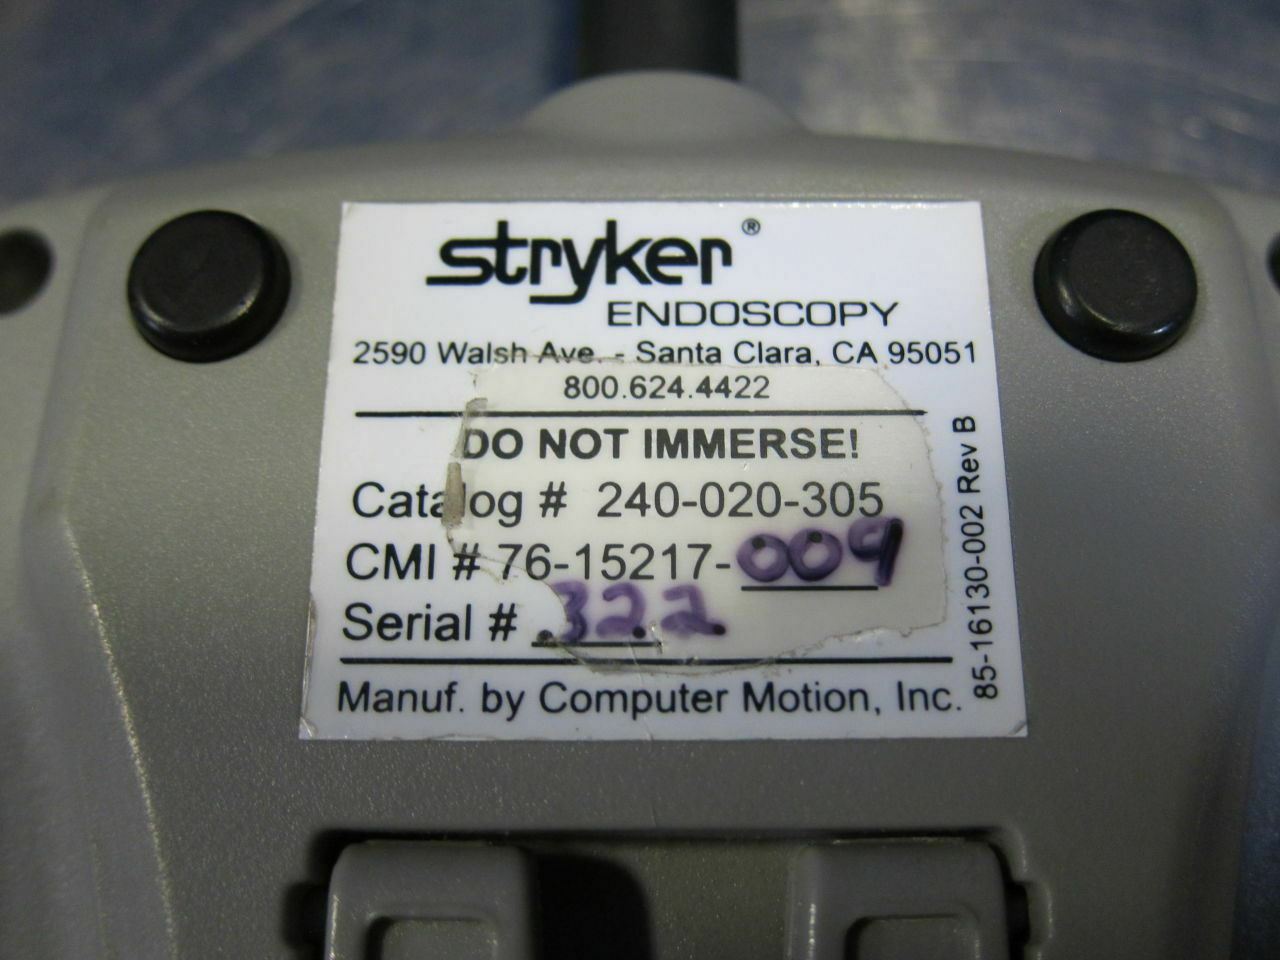 stryker®
ENDOSCOPY
2590 Walsh Ave. - Santa Clara, CA 95051
800.624.4422
DO NOT IMMERSE!
Catalog # 240-020-305
CMI # 76-15217-009
Serial # 322
Manuf. by Computer Motion, Inc.
85-16130-002 Rev B